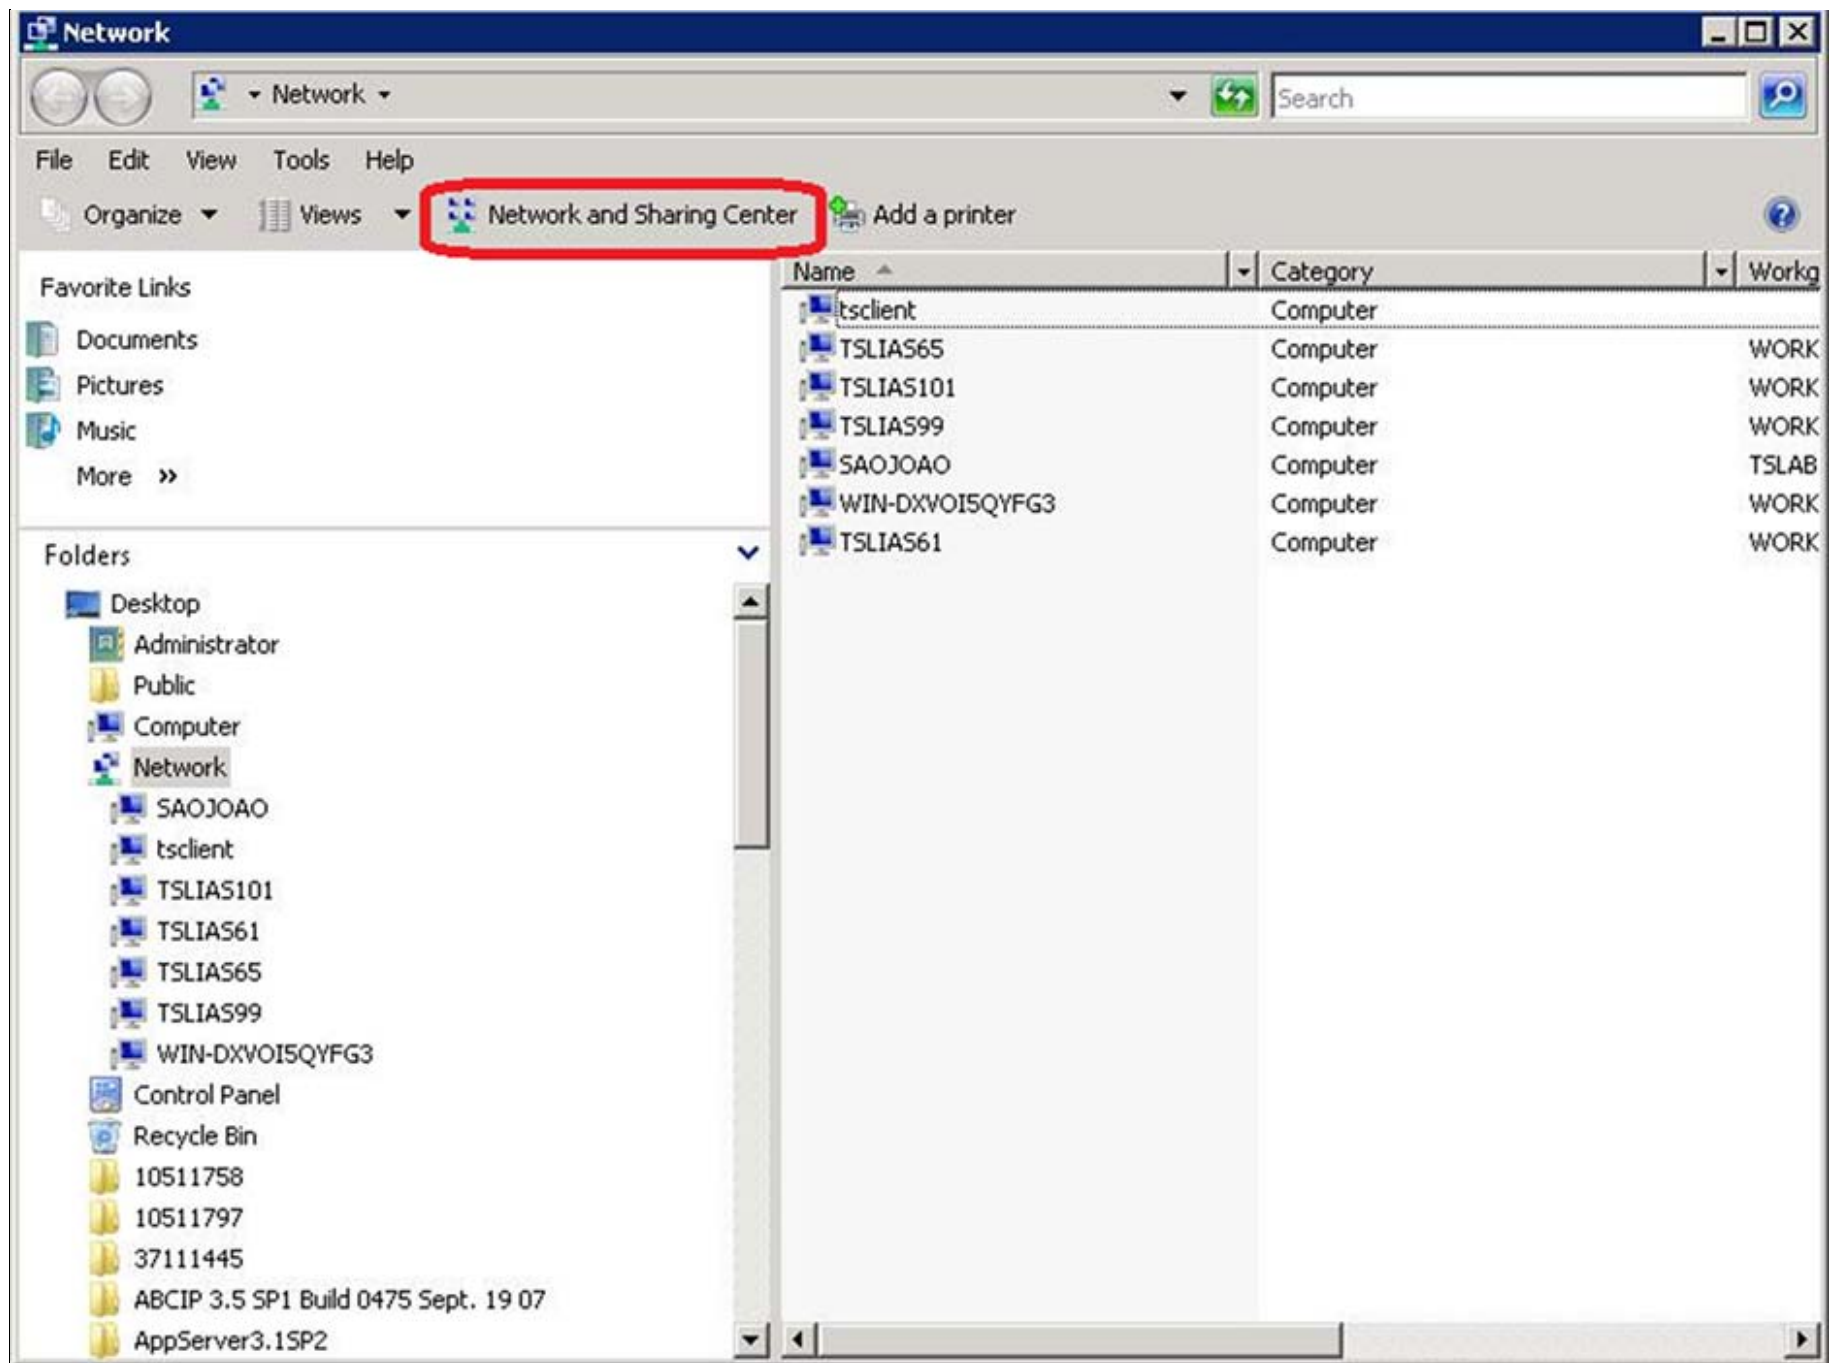 Network
Network
Search
File Edit View Tools Help
Organize Views Network and Sharing Center Add a printer
Favorite Links
Documents
Pictures
Music
More »
Folders
Desktop
Administrator
Public
Computer
Network
SAOJOAO
tsclient
TSLIAS101
TSLIAS61
TSLIAS65
TSLIAS99
WIN-DXVOI5QYFG3
Control Panel
Recycle Bin
10511758
10511797
37111445
ABCIP 3.5 SP1 Build 0475 Sept. 19 07
AppServer3.1SP2
Name Category Workg
tsclient Computer
TSLIAS65 Computer WORK
TSLIAS101 Computer WORK
TSLIAS99 Computer WORK
SAOJOAO Computer TSLAB
WIN-DXVOI5QYFG3 Computer WORK
TSLIAS61 Computer WORK